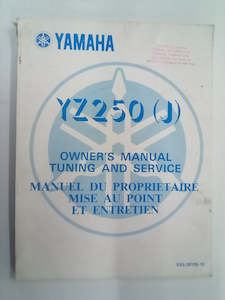 YAMAHA
YZ250(J)
OWNER'S MANUAL
TUNING AND SERVICE
MANUEL DU PROPRIETAIRE
MISE AU POINT
ET ENTRETIEN